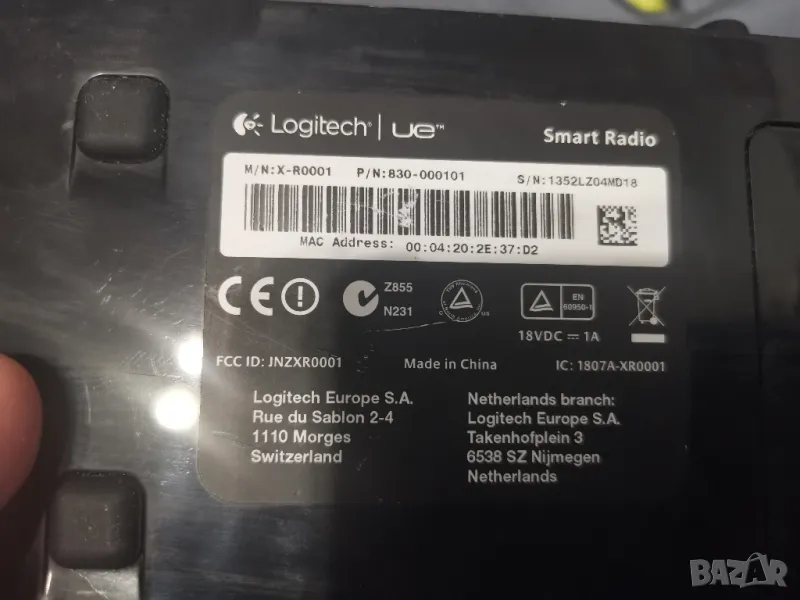 Logitech® | UE™
Smart Radio
M/N:X-R0001 P/N:830-000101 S/N:1352LZ04MD18
MAC Address: 00:04:20:2E:37:D2
CE
Z855
N231
EN
60950-1
18VDC ⎓ 1A
FCC ID: JNZXR0001 Made in China IC: 1807A-XR0001
Logitech Europe S.A.
Rue du Sablon 2-4
1110 Morges
Switzerland
Netherlands branch:
Logitech Europe S.A.
Takenhofplein 3
6538 SZ Nijmegen
Netherlands
BAZAR